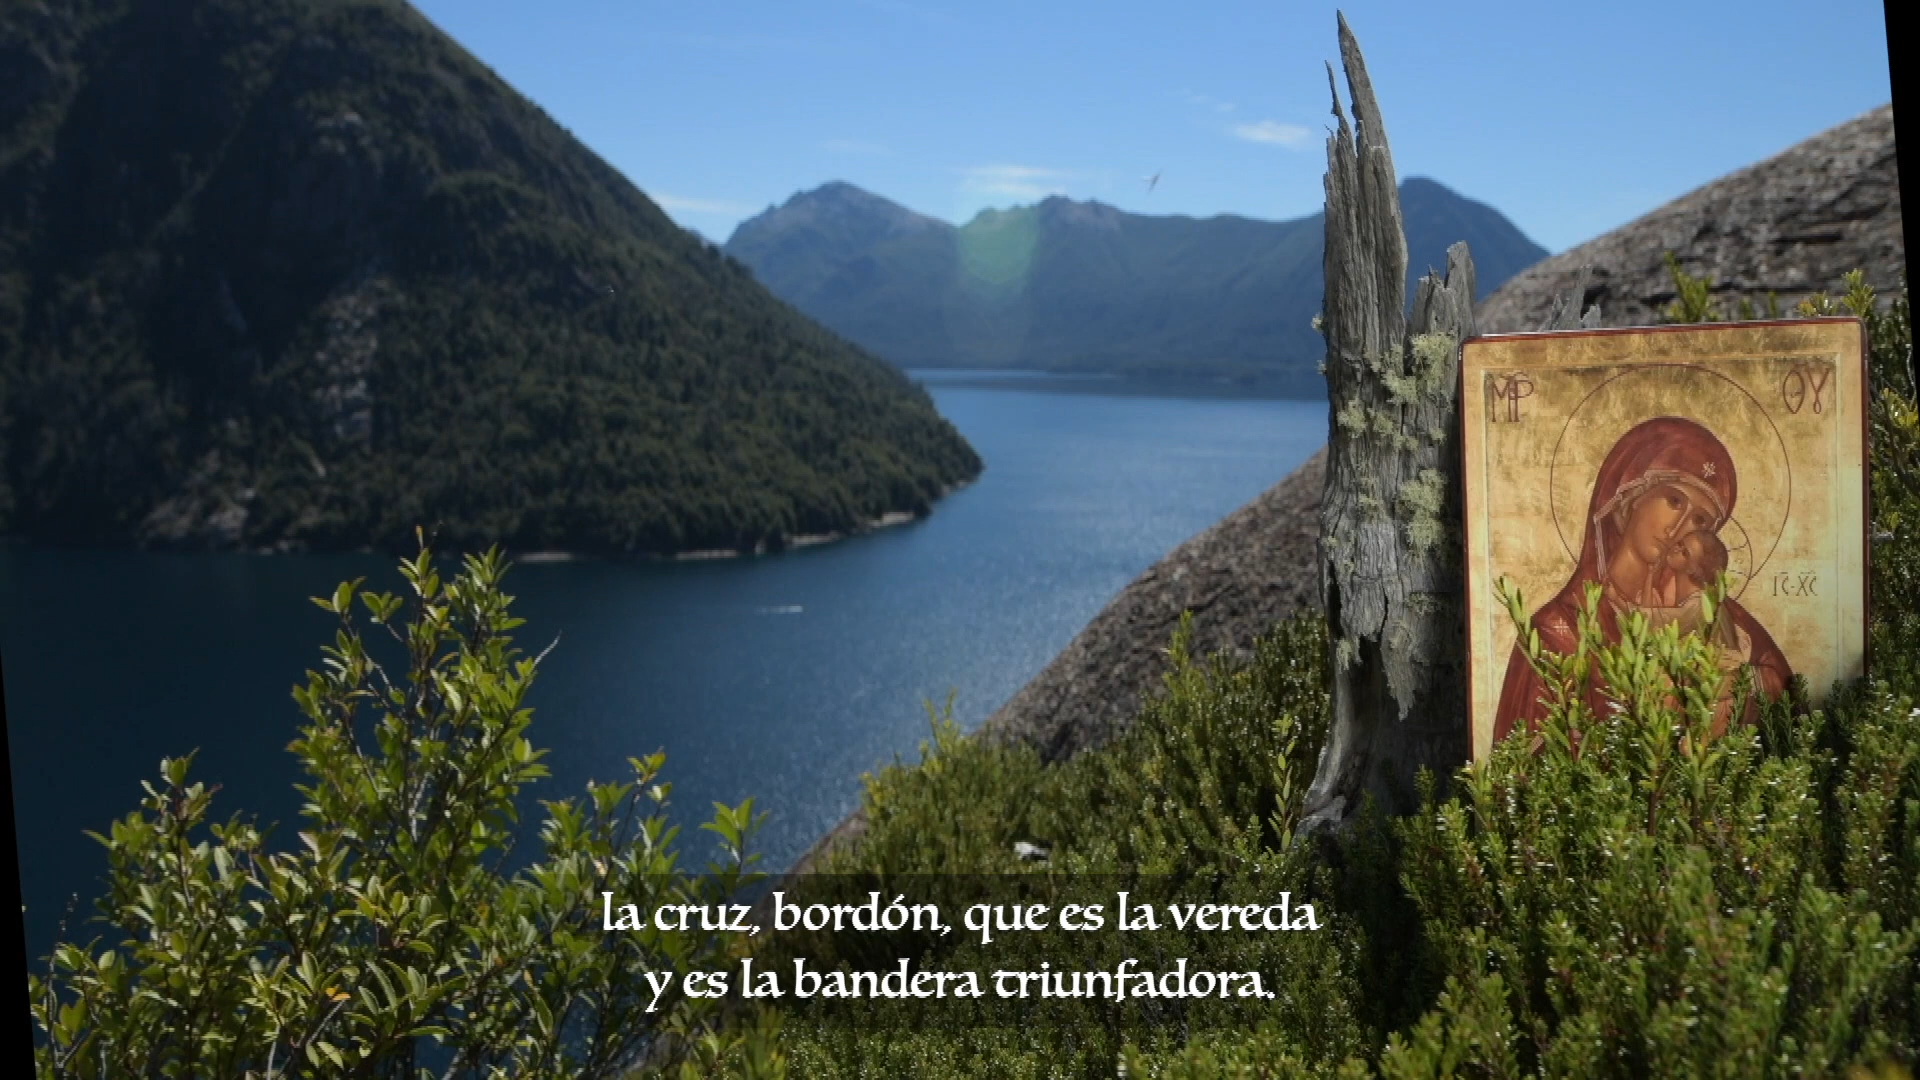 ΜΡ ΘΥ
ΙC·ΧC
la cruz, bordón, que es la vereda
y es la bandera triunfadora.